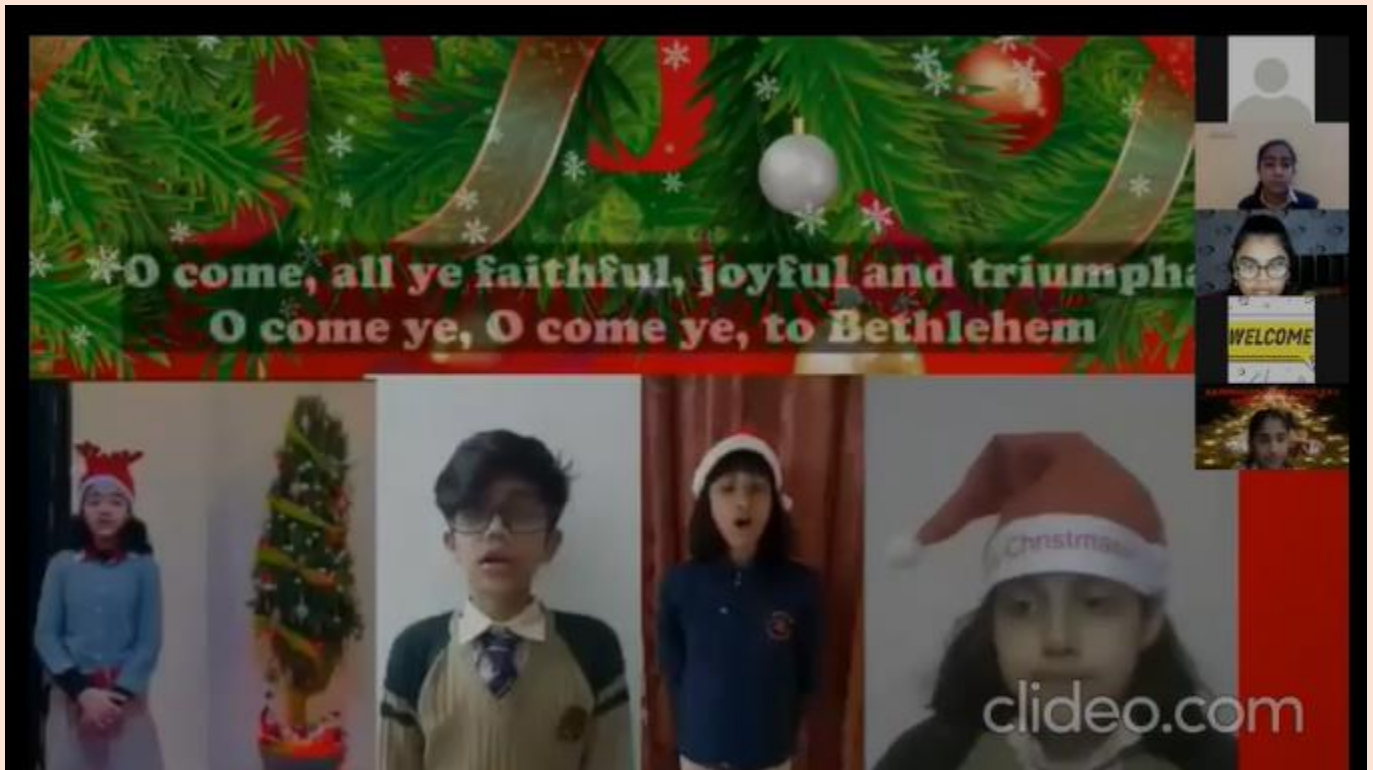 O come, all ye faithful, joyful and triumpha
O come ye, O come ye, to Bethlehem
WELCOME
Christmas
clideo.com